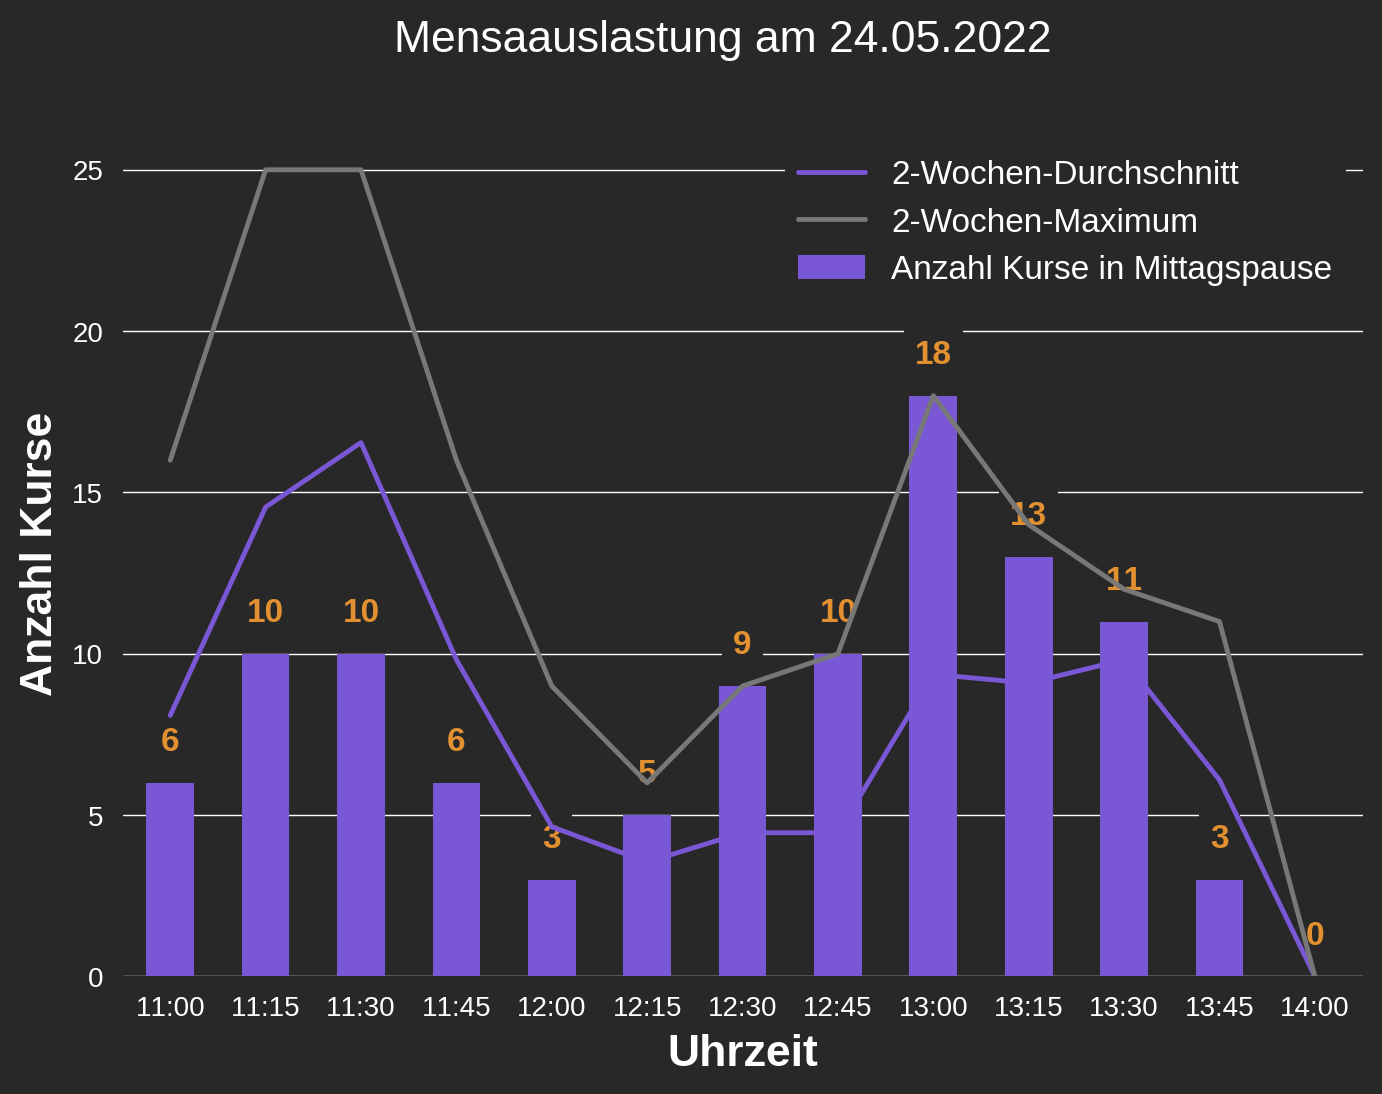 Mensaauslastung am 24.05.2022
2-Wochen-Durchschnitt
2-Wochen-Maximum
Anzahl Kurse in Mittagspause
Anzahl Kurse
25
20
15
10
5
0
6
10
10
6
3
5
9
10
18
13
11
3
0
11:00 11:15 11:30 11:45 12:00 12:15 12:30 12:45 13:00 13:15 13:30 13:45 14:00
Uhrzeit